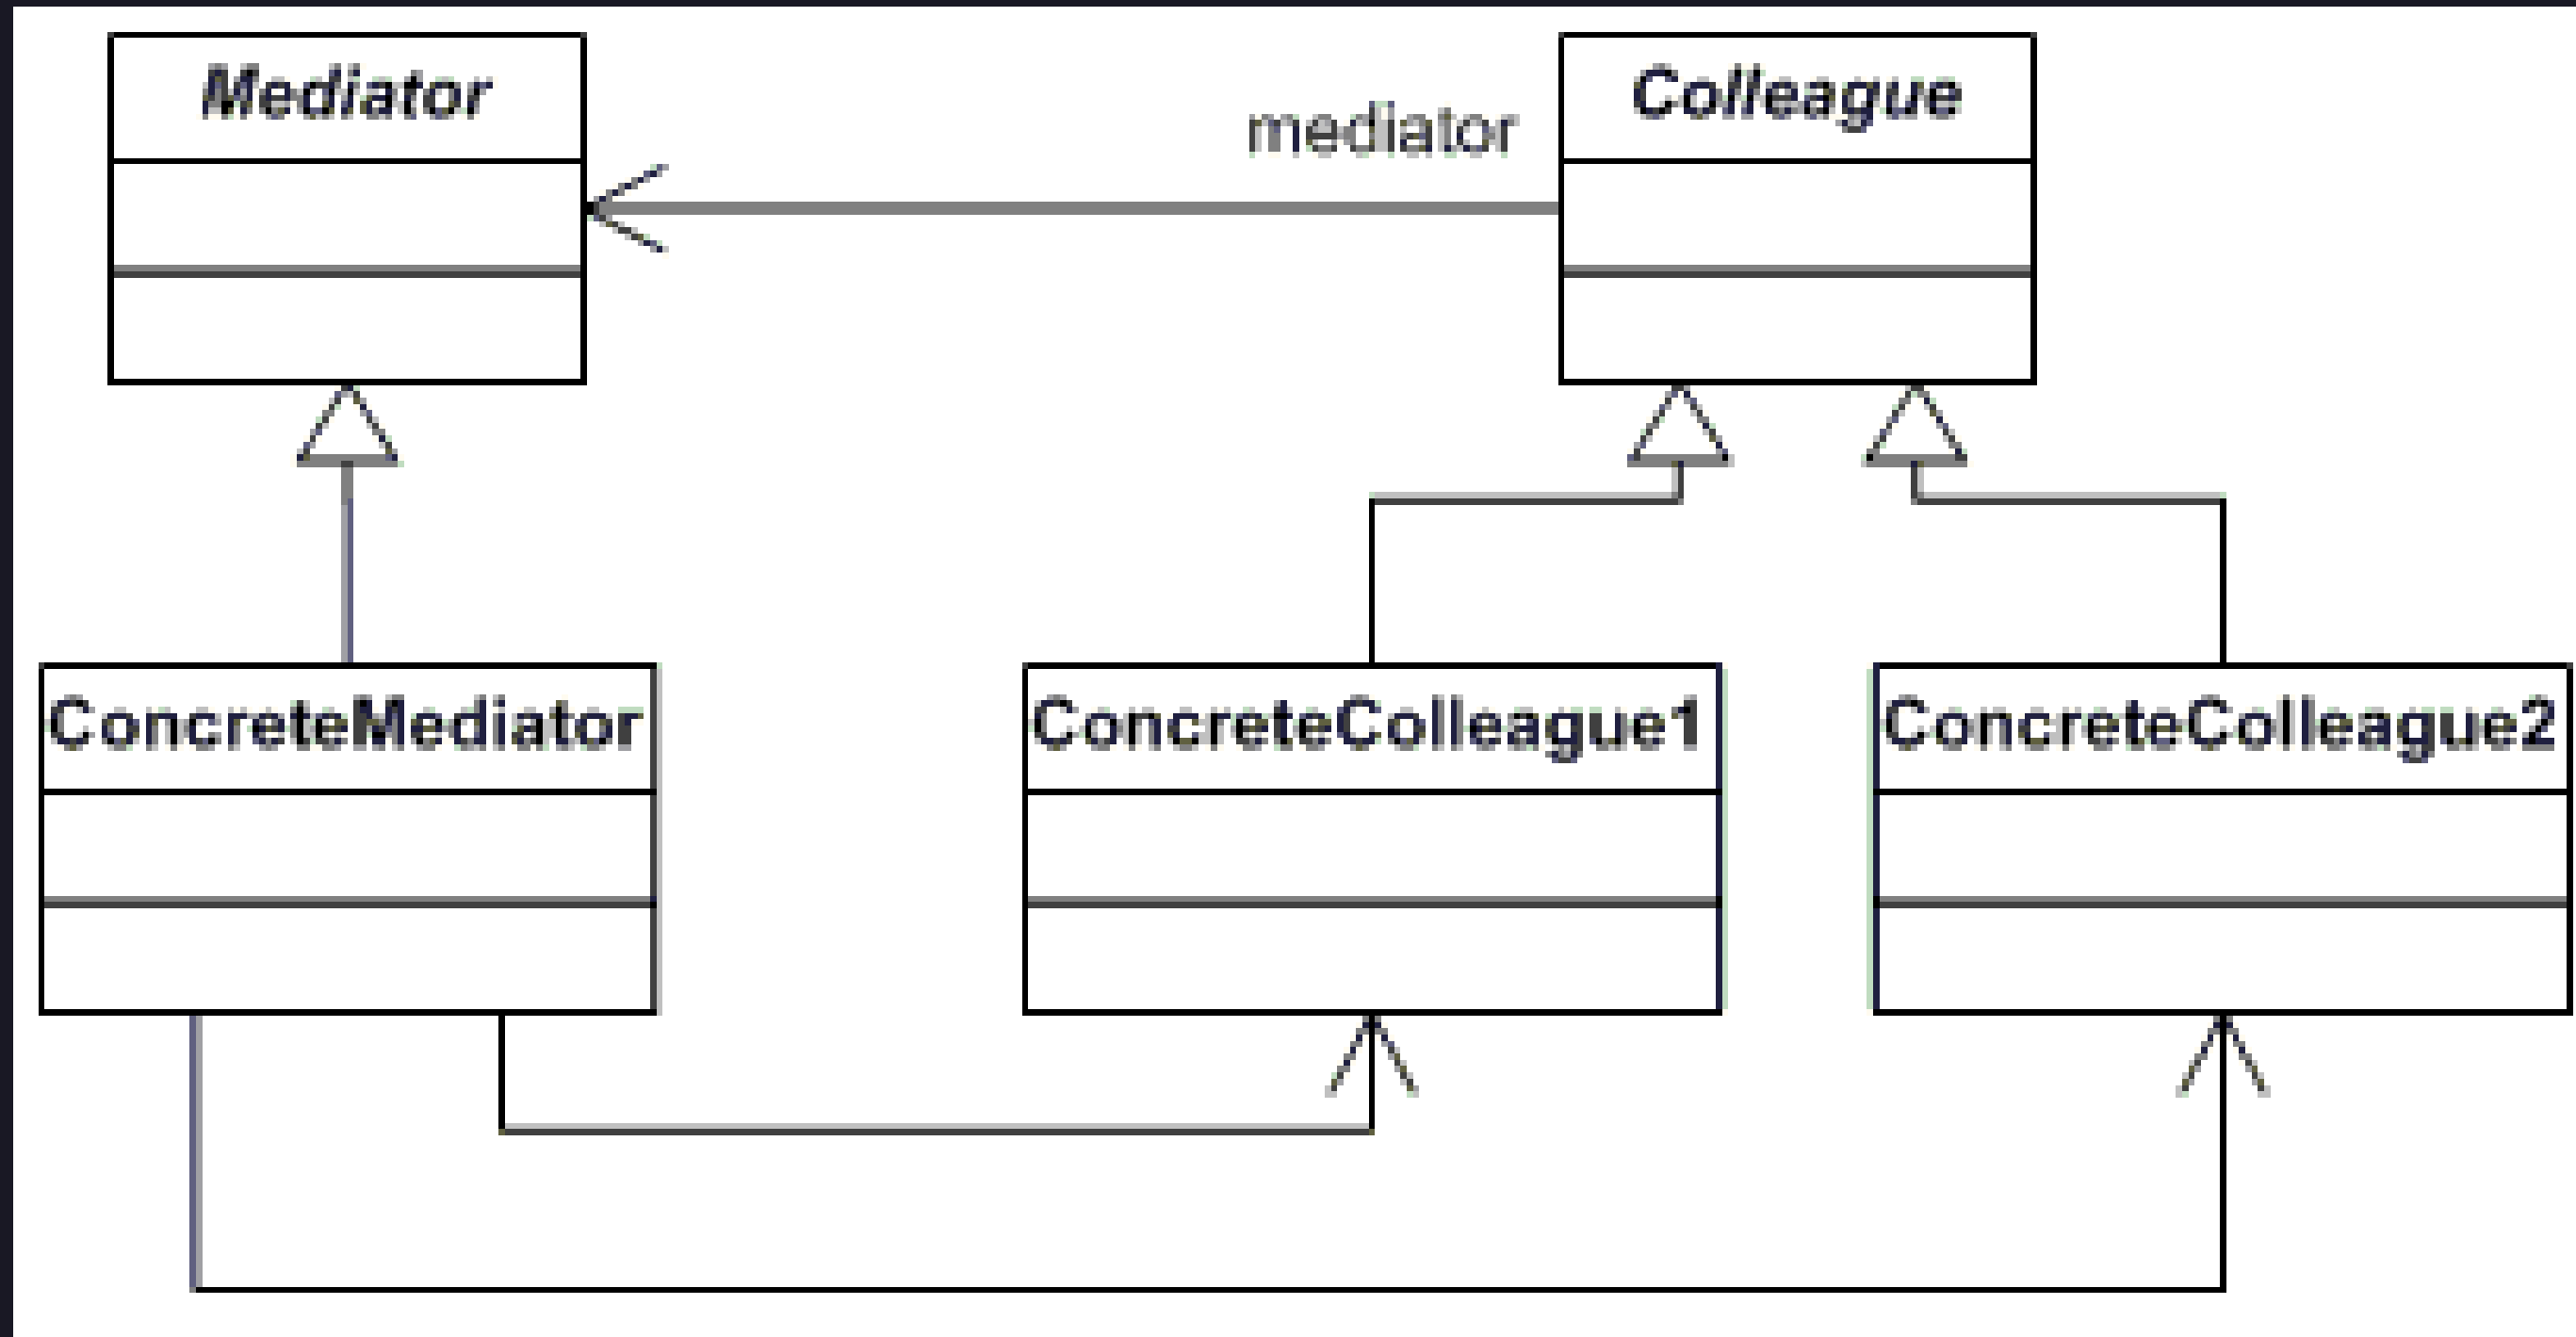 Mediator
Colleague
mediator
ConcreteMediator
ConcreteColleague1
ConcreteColleague2